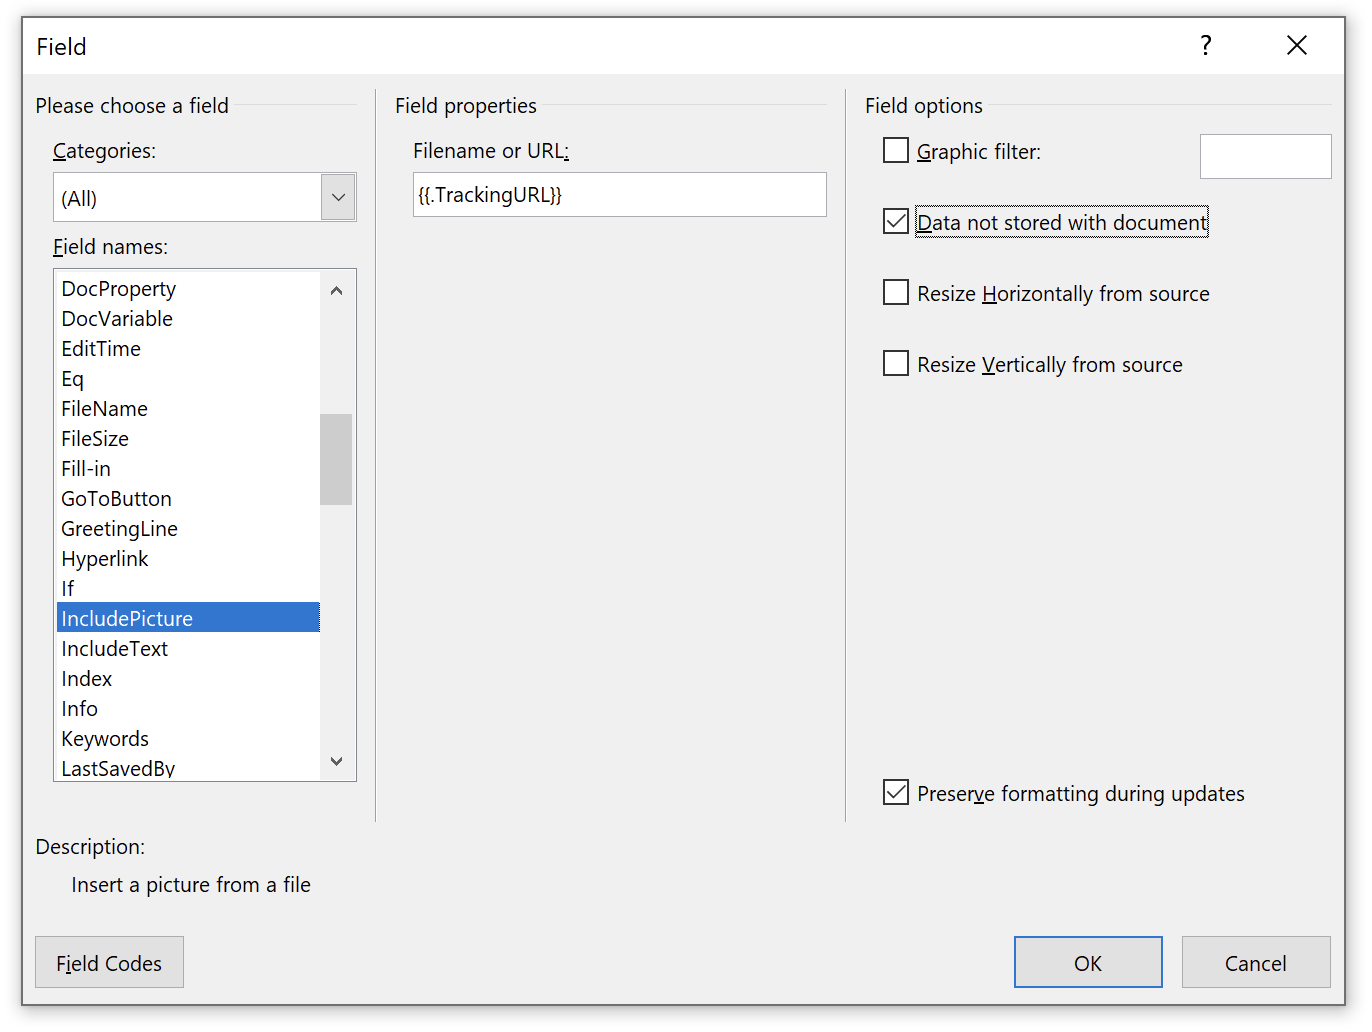 Field
?
Please choose a field
Categories:
(All)
Field names:
DocProperty
DocVariable
EditTime
Eq
FileName
FileSize
Fill-in
GoToButton
GreetingLine
Hyperlink
If
IncludePicture
IncludeText
Index
Info
Keywords
LastSavedBy
Field properties
Filename or URL:
{{.TrackingURL}}
Field options
Graphic filter:
Data not stored with document
Resize Horizontally from source
Resize Vertically from source
Preserve formatting during updates
Description:
Insert a picture from a file
Field Codes
OK
Cancel